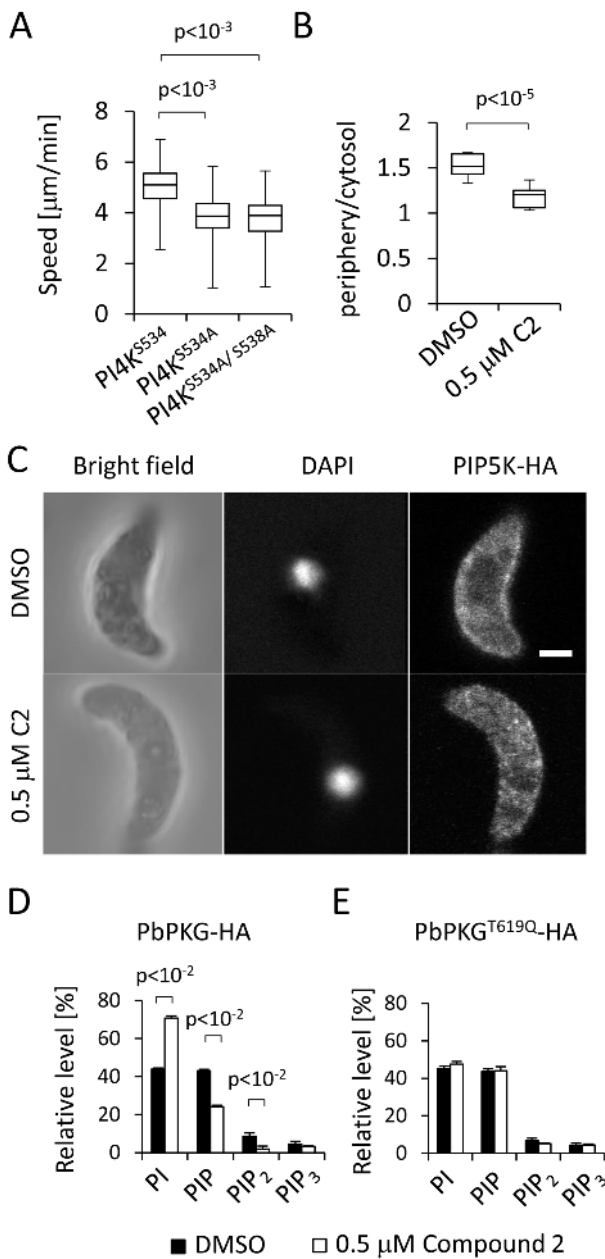 A
p<10⁻³
p<10⁻³
Speed [µm/min]
8
6
4
2
0
PI4K^S534
PI4K^S534A
PI4K^S534A/S538A
B
p<10⁻⁵
periphery/cytosol
2
1.5
1
0.5
0
DMSO
0.5 µM C2
C
Bright field DAPI PIP5K-HA
DMSO
0.5 µM C2
D
PbPKG-HA
p<10⁻²
p<10⁻²
p<10⁻²
Relative level [%]
80
60
40
20
0
PI PIP PIP₂ PIP₃
E
PbPKG^T619Q-HA
Relative level [%]
80
60
40
20
0
PI PIP PIP₂ PIP₃
DMSO 0.5 µM Compound 2